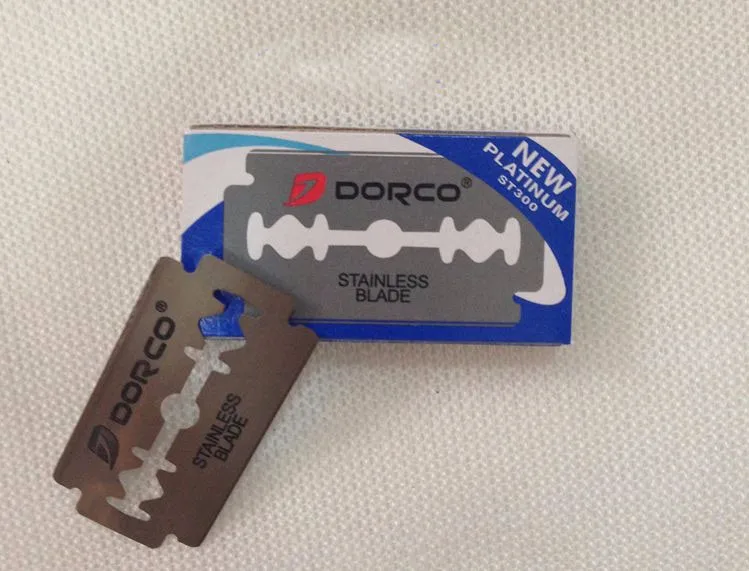 NEW
PLATINUM
ST300
DORCO®
STAINLESS
BLADE
DORCO®
STAINLESS
BLADE